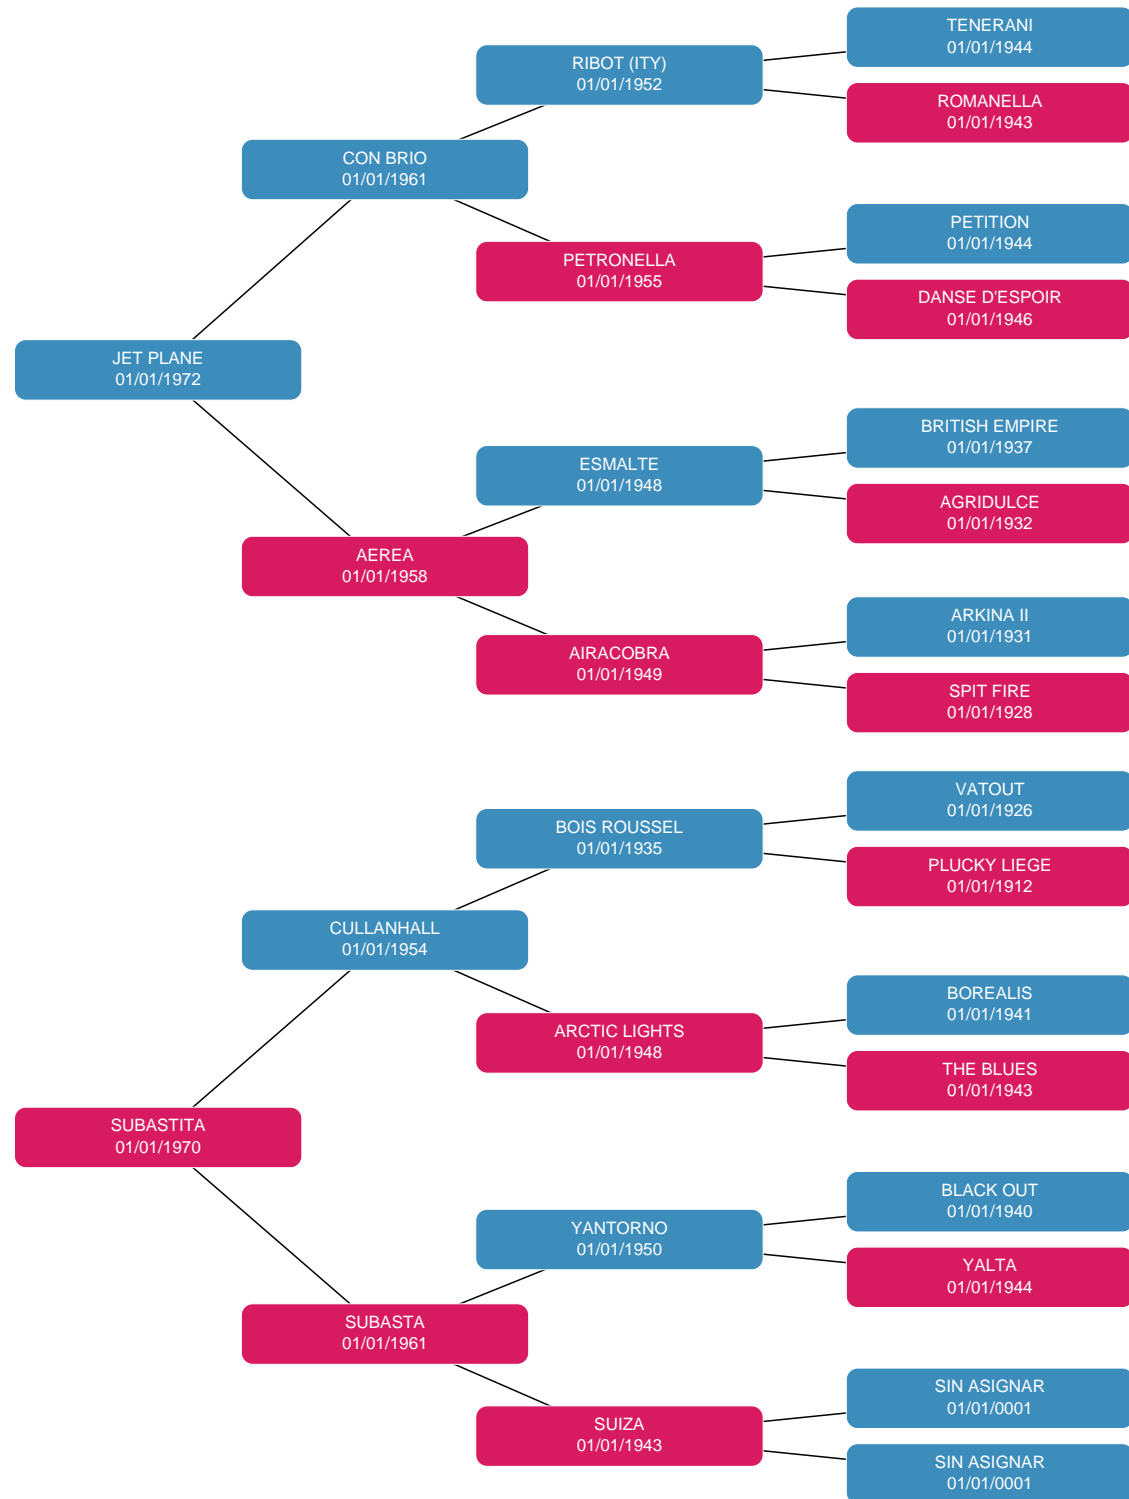 TENERANI
01/01/1944
RIBOT (ITY)
01/01/1952
ROMANELLA
01/01/1943
CON BRIO
01/01/1961
PETITION
01/01/1944
PETRONELLA
01/01/1955
DANSE D'ESPOIR
01/01/1946
JET PLANE
01/01/1972
BRITISH EMPIRE
01/01/1937
ESMALTE
01/01/1948
AGRIDULCE
01/01/1932
AEREA
01/01/1958
ARKINA II
01/01/1931
AIRACOBRA
01/01/1949
SPIT FIRE
01/01/1928
VATOUT
01/01/1926
BOIS ROUSSEL
01/01/1935
PLUCKY LIEGE
01/01/1912
CULLANHALL
01/01/1954
BOREALIS
01/01/1941
ARCTIC LIGHTS
01/01/1948
THE BLUES
01/01/1943
SUBASTITA
01/01/1970
BLACK OUT
01/01/1940
YANTORNO
01/01/1950
YALTA
01/01/1944
SUBASTA
01/01/1961
SIN ASIGNAR
01/01/0001
SUIZA
01/01/1943
SIN ASIGNAR
01/01/0001